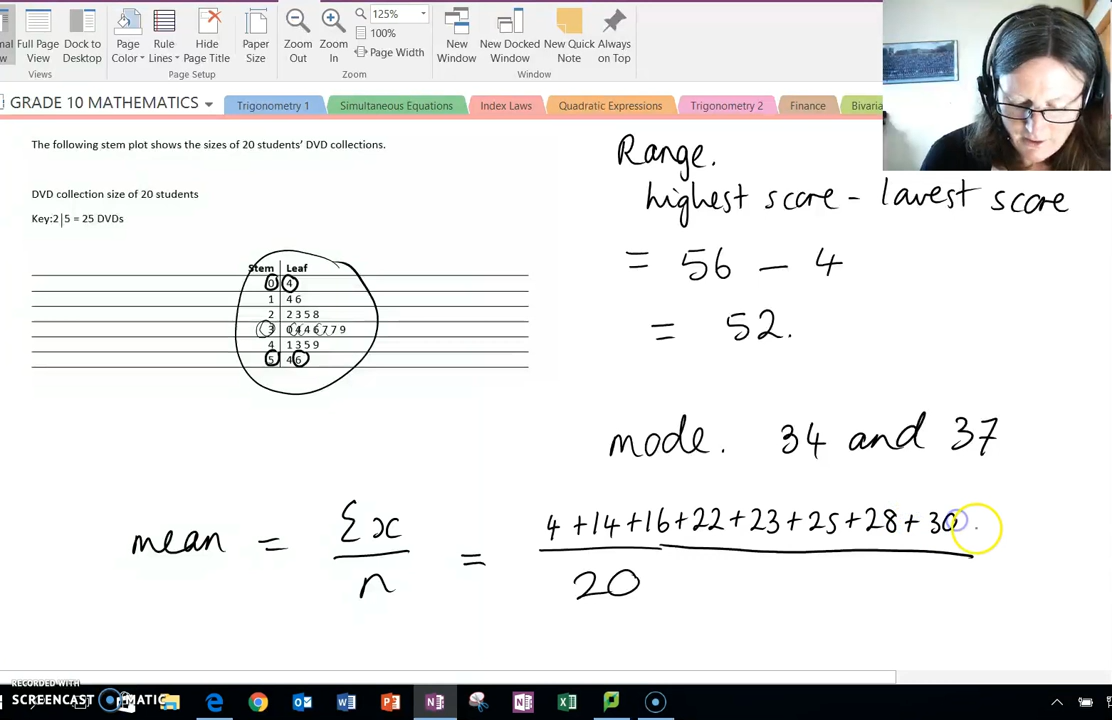 Full Page View
Dock to Desktop
Page Color
Rule Lines
Hide Page Title
Paper Size
Zoom Out
Zoom In
125%
100%
Page Width
New Window
New Docked Window
New Quick Note
Always on Top
Views
Page Setup
Zoom
Window
GRADE 10 MATHEMATICS
Trigonometry 1
Simultaneous Equations
Index Laws
Quadratic Expressions
Trigonometry 2
Finance
The following stem plot shows the sizes of 20 students' DVD collections.
DVD collection size of 20 students
Key:2|5 = 25 DVDs
Stem Leaf
0 4
1 4 6
2 2 3 5 8
3 0 4 4 6 7 7 9
4 1 3 5 9
5 4 6
Range.
highest score - lawest score
= 56 - 4
= 52.
mode. 34 and 37
mean = Σx / n = 4 + 14 + 16 + 22 + 23 + 25 + 28 + 30 / 20
RECORDED WITH
SCREENCAST MATIC